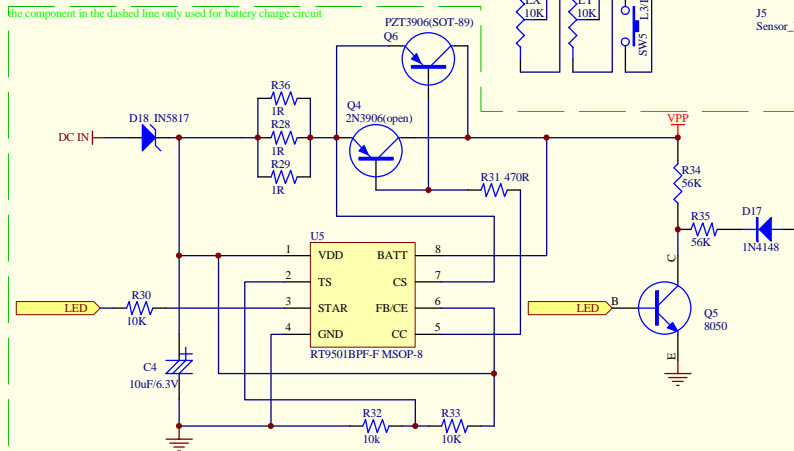 the component in the dashed line only used for battery charge circuit
PZT3906(SOT-89)
Q6
10K
10K
SW5
J5
Sensor_
D18 IN5817
DC IN
R36
1R
R28
1R
R29
1R
Q4
2N3906(open)
R31 470R
VPP
R34
56K
R35
56K
D17
1N4148
U5
1 VDD BATT 8
2 TS CS 7
3 STAR FB/CE 6
4 GND CC 5
RT9501BPF-F MSOP-8
LED
R30
10K
C4
10uF/6.3V
R32
10k
R33
10K
LED
B
C
E
Q5
8050